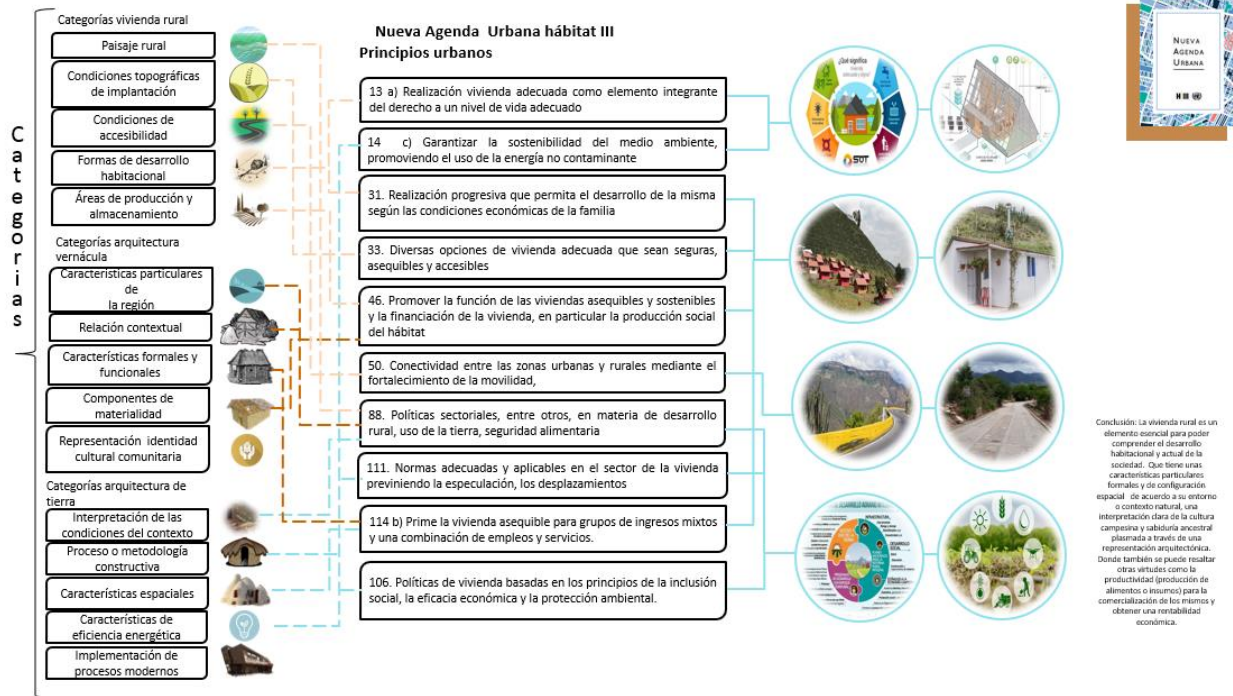 Categorías
Categorías vivienda rural
Paisaje rural
Condiciones topográficas
de implantación
Condiciones de
accesibilidad
Formas de desarrollo
habitacional
Áreas de producción y
almacenamiento
Categorías arquitectura
vernácula
Características particulares
de
la región
Relación contextual
Características formales y
funcionales
Componentes de
materialidad
Representación identidad
cultural comunitaria
Categorías arquitectura de
tierra
Interpretación de las
condiciones del contexto
Proceso o metodología
constructiva
Características espaciales
Características de
eficiencia energética
Implementación de
procesos modernos
Nueva Agenda Urbana hábitat III
Principios urbanos
13 a) Realización vivienda adecuada como elemento integrante
del derecho a un nivel de vida adecuado
14 c) Garantizar la sostenibilidad del medio ambiente,
promoviendo el uso de la energía no contaminante
31. Realización progresiva que permita el desarrollo de la misma
según las condiciones económicas de la familia
33. Diversas opciones de vivienda adecuada que sean seguras,
asequibles y accesibles
46. Promover la función de las viviendas asequibles y sostenibles
y la financiación de la vivienda, en particular la producción social
del hábitat
50. Conectividad entre las zonas urbanas y rurales mediante el
fortalecimiento de la movilidad,
88. Políticas sectoriales, entre otros, en materia de desarrollo
rural, uso de la tierra, seguridad alimentaria
111. Normas adecuadas y aplicables en el sector de la vivienda
previniendo la especulación, los desplazamientos
114 b) Prime la vivienda asequible para grupos de ingresos mixtos
y una combinación de empleos y servicios.
106. Políticas de vivienda basadas en los principios de la inclusión
social, la eficacia económica y la protección ambiental.
¿Qué significa
SOT
NUEVA
AGENDA
URBANA
Conclusión: La vivienda rural es un
elemento esencial para poder
comprender el desarrollo
habitacional y actual de la
sociedad. Que tiene unas
características particulares
formales y de configuración
espacial de acuerdo a su entorno
o contexto natural, una
interpretación clara de la cultura
campesina y sabiduría ancestral
plasmada a través de una
representación arquitectónica.
Donde también se puede resaltar
otras virtudes como la
productividad (producción de
alimentos o insumos) para la
comercialización de los mismos y
obtener una rentabilidad
económica.